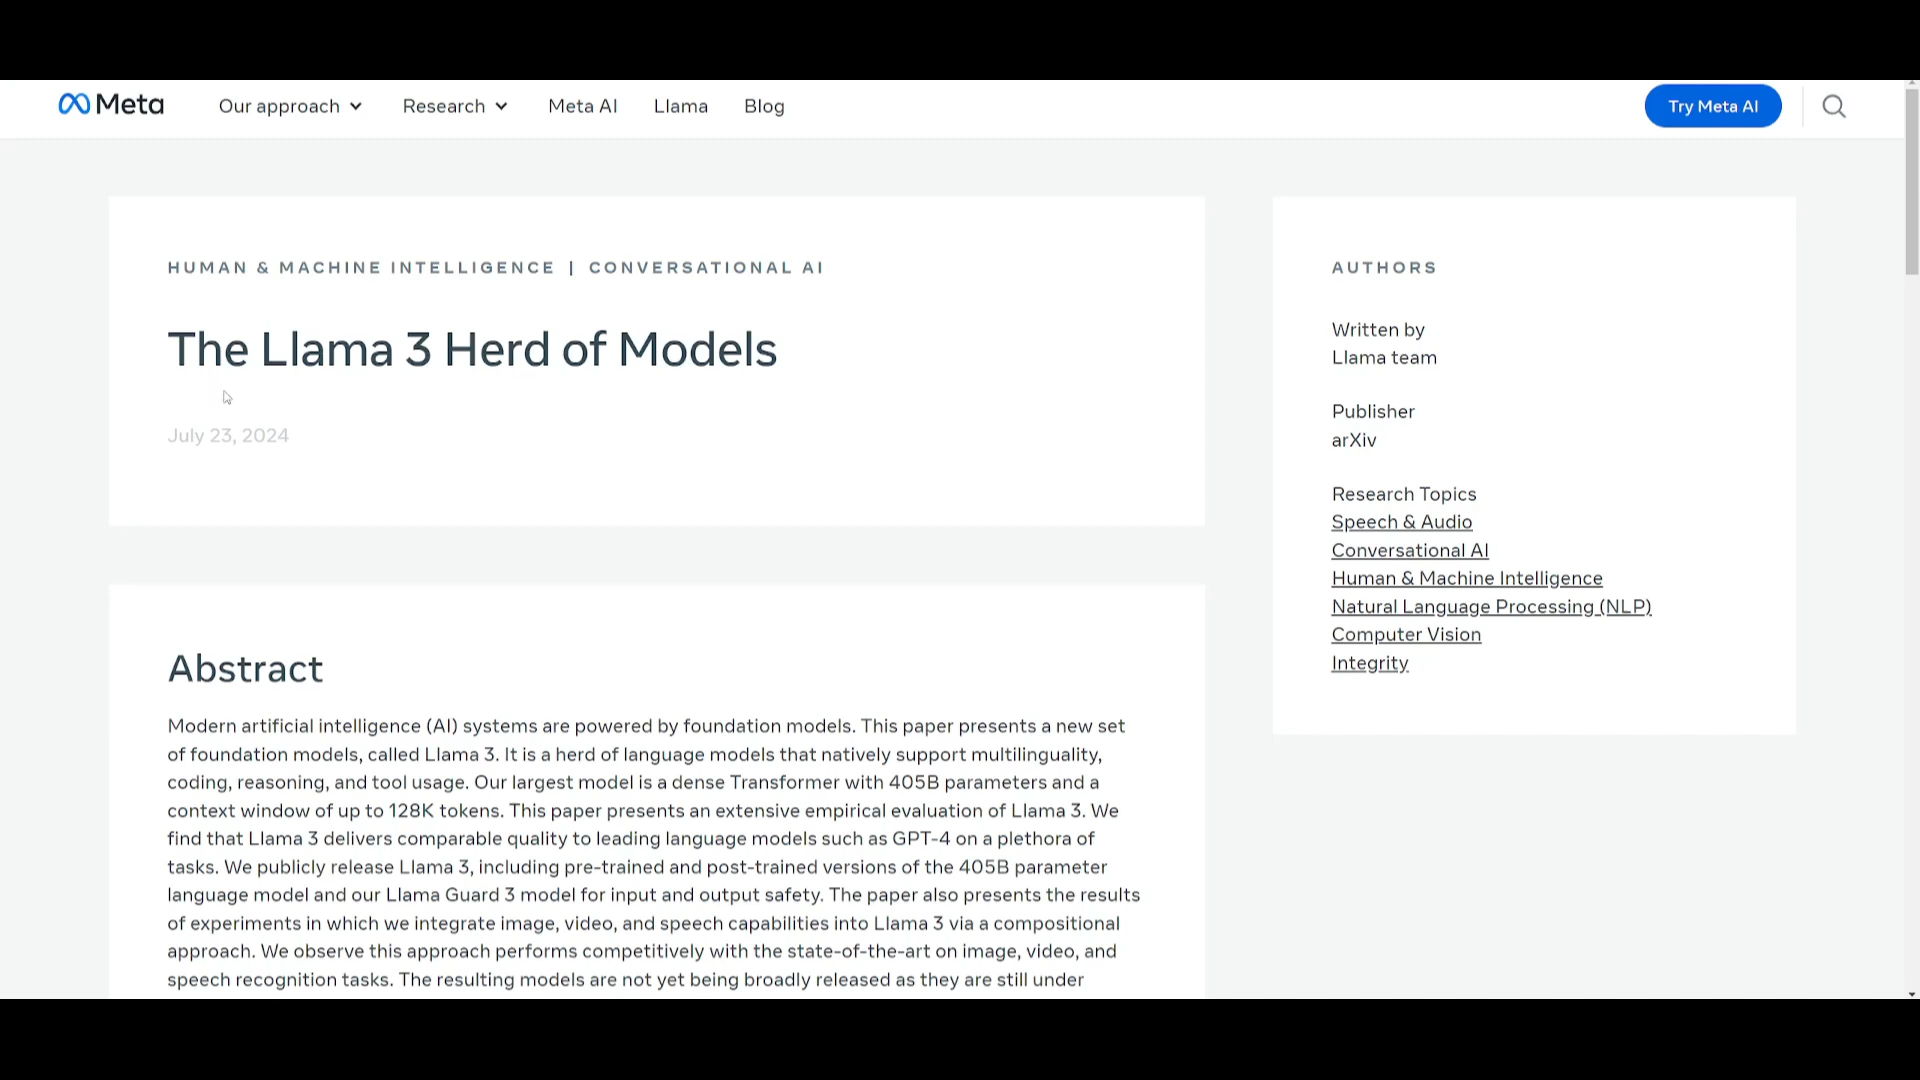 Meta
Our approach
Research
Meta AI
Llama
Blog
Try Meta AI
HUMAN & MACHINE INTELLIGENCE | CONVERSATIONAL AI
The Llama 3 Herd of Models
July 23, 2024
Abstract
Modern artificial intelligence (AI) systems are powered by foundation models. This paper presents a new set
of foundation models, called Llama 3. It is a herd of language models that natively support multilinguality,
coding, reasoning, and tool usage. Our largest model is a dense Transformer with 405B parameters and a
context window of up to 128K tokens. This paper presents an extensive empirical evaluation of Llama 3. We
find that Llama 3 delivers comparable quality to leading language models such as GPT-4 on a plethora of
tasks. We publicly release Llama 3, including pre-trained and post-trained versions of the 405B parameter
language model and our Llama Guard 3 model for input and output safety. The paper also presents the results
of experiments in which we integrate image, video, and speech capabilities into Llama 3 via a compositional
approach. We observe this approach performs competitively with the state-of-the-art on image, video, and
speech recognition tasks. The resulting models are not yet being broadly released as they are still under
AUTHORS
Written by
Llama team
Publisher
arXiv
Research Topics
Speech & Audio
Conversational AI
Human & Machine Intelligence
Natural Language Processing (NLP)
Computer Vision
Integrity